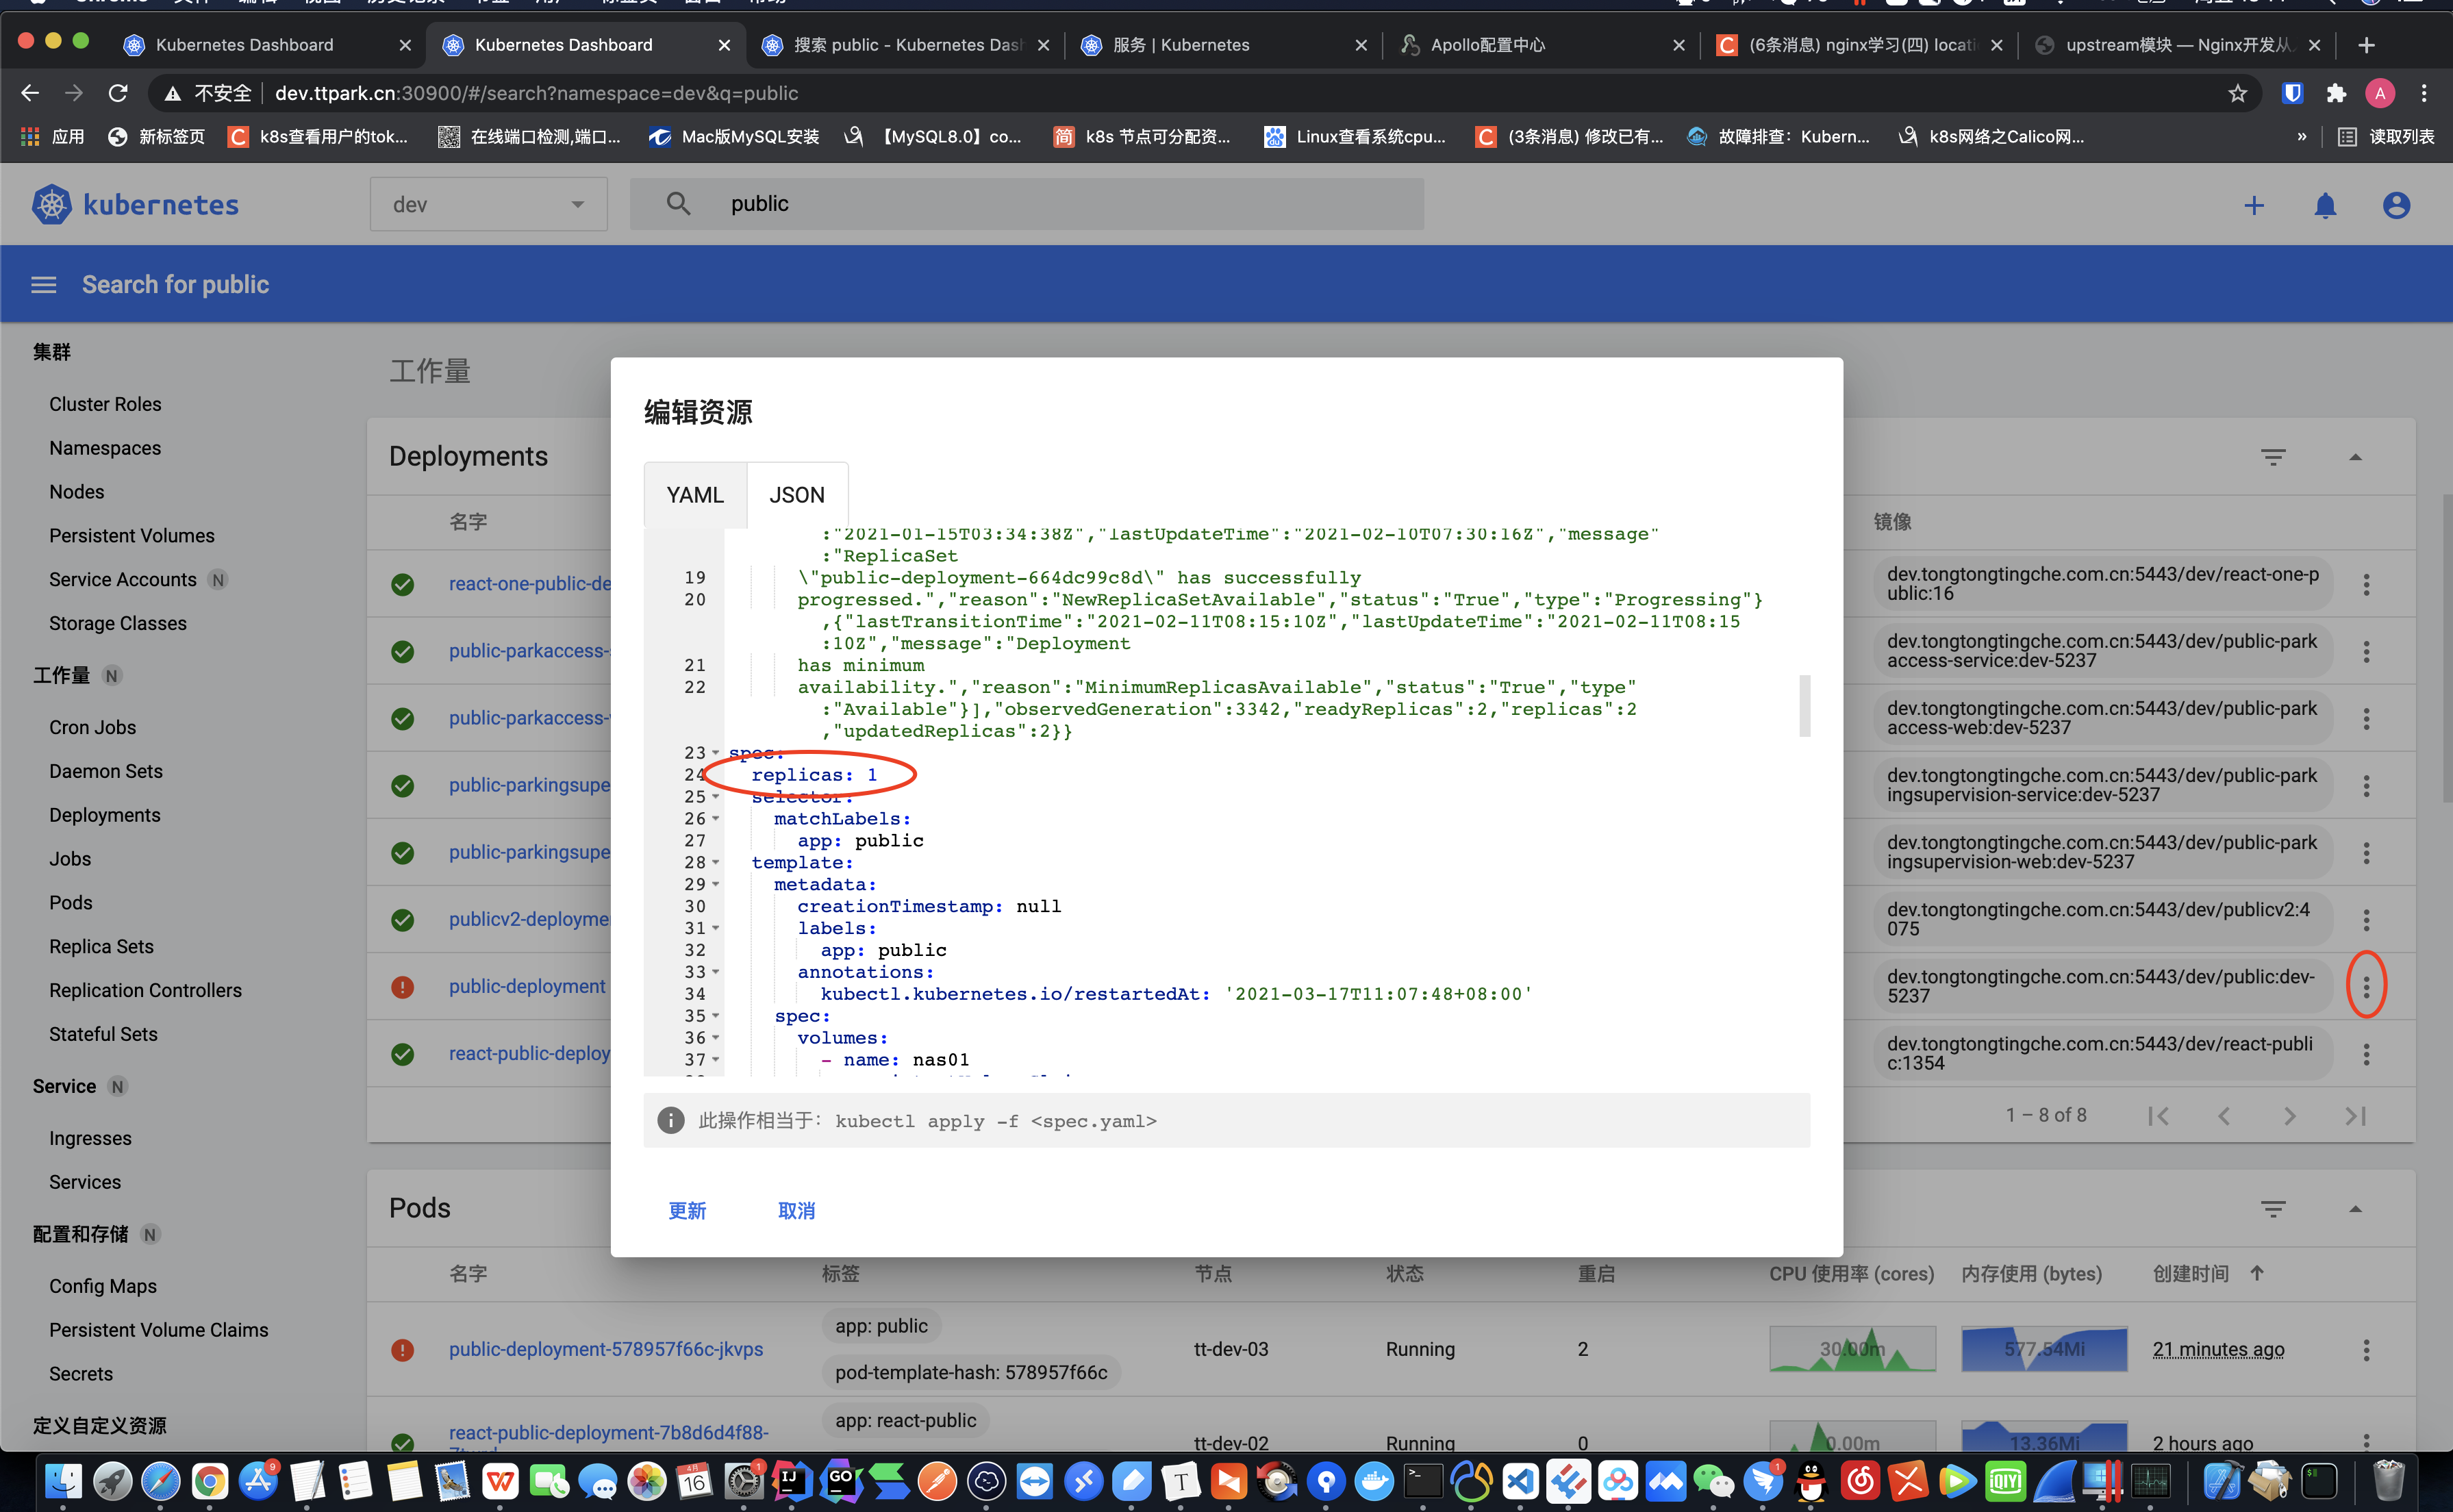 Kubernetes Dashboard
Kubernetes Dashboard
搜索 public - Kubernetes Dash
服务 | Kubernetes
Apollo配置中心
(6条消息) nginx学习(四) locati
upstream模块 — Nginx开发从
不安全
dev.ttpark.cn:30900/#/search?namespace=dev&q=public
A
应用
新标签页
k8s查看用户的tok...
在线端口检测,端口...
Mac版MySQL安装
【MySQL8.0】co...
k8s 节点可分配资...
Linux查看系统cpu...
(3条消息) 修改已有...
故障排查：Kubern...
k8s网络之Calico网...
»
读取列表
kubernetes
dev
public
Search for public
集群
Cluster Roles
Namespaces
Nodes
Persistent Volumes
Service Accounts N
Storage Classes
工作量 N
Cron Jobs
Daemon Sets
Deployments
Jobs
Pods
Replica Sets
Replication Controllers
Stateful Sets
Service N
Ingresses
Services
配置和存储 N
Config Maps
Persistent Volume Claims
Secrets
定义自定义资源
工作量
Deployments
名字
镜像
react-one-public-de
dev.tongtongtingche.com.cn:5443/dev/react-one-p
ublic:16
public-parkaccess-
dev.tongtongtingche.com.cn:5443/dev/public-park
access-service:dev-5237
public-parkaccess-
dev.tongtongtingche.com.cn:5443/dev/public-park
access-web:dev-5237
public-parkingsupe
dev.tongtongtingche.com.cn:5443/dev/public-park
ingsupervision-service:dev-5237
public-parkingsupe
dev.tongtongtingche.com.cn:5443/dev/public-park
ingsupervision-web:dev-5237
publicv2-deployme
dev.tongtongtingche.com.cn:5443/dev/publicv2:4
075
public-deployment
dev.tongtongtingche.com.cn:5443/dev/public:dev-
5237
react-public-deploy
dev.tongtongtingche.com.cn:5443/dev/react-publi
c:1354
1 – 8 of 8
编辑资源
YAML
JSON
:"2021-01-15T03:34:38Z","lastUpdateTime":"2021-02-10T07:30:16Z","message"
:"ReplicaSet
19 \"public-deployment-664dc99c8d\" has successfully
20 progressed.","reason":"NewReplicaSetAvailable","status":"True","type":"Progressing"}
,{"lastTransitionTime":"2021-02-11T08:15:10Z","lastUpdateTime":"2021-02-11T08:15
:10Z","message":"Deployment
21 has minimum
22 availability.","reason":"MinimumReplicasAvailable","status":"True","type"
:"Available"}],"observedGeneration":3342,"readyReplicas":2,"replicas":2
,"updatedReplicas":2}}
23 spec:
24 replicas: 1
25 selector:
26 matchLabels:
27 app: public
28 template:
29 metadata:
30 creationTimestamp: null
31 labels:
32 app: public
33 annotations:
34 kubectl.kubernetes.io/restartedAt: '2021-03-17T11:07:48+08:00'
35 spec:
36 volumes:
37 - name: nas01
此操作相当于: kubectl apply -f <spec.yaml>
更新
取消
Pods
名字
标签
节点
状态
重启
CPU 使用率 (cores)
内存使用 (bytes)
创建时间
public-deployment-578957f66c-jkvps
app: public
pod-template-hash: 578957f66c
tt-dev-03
Running
2
30.00m
577.54Mi
21 minutes ago
react-public-deployment-7b8d6d4f88-
app: react-public
tt-dev-02
Running
0
0.00m
13.36Mi
2 hours ago
9
4月
16
1
IJ
GO
T
1
iQIY